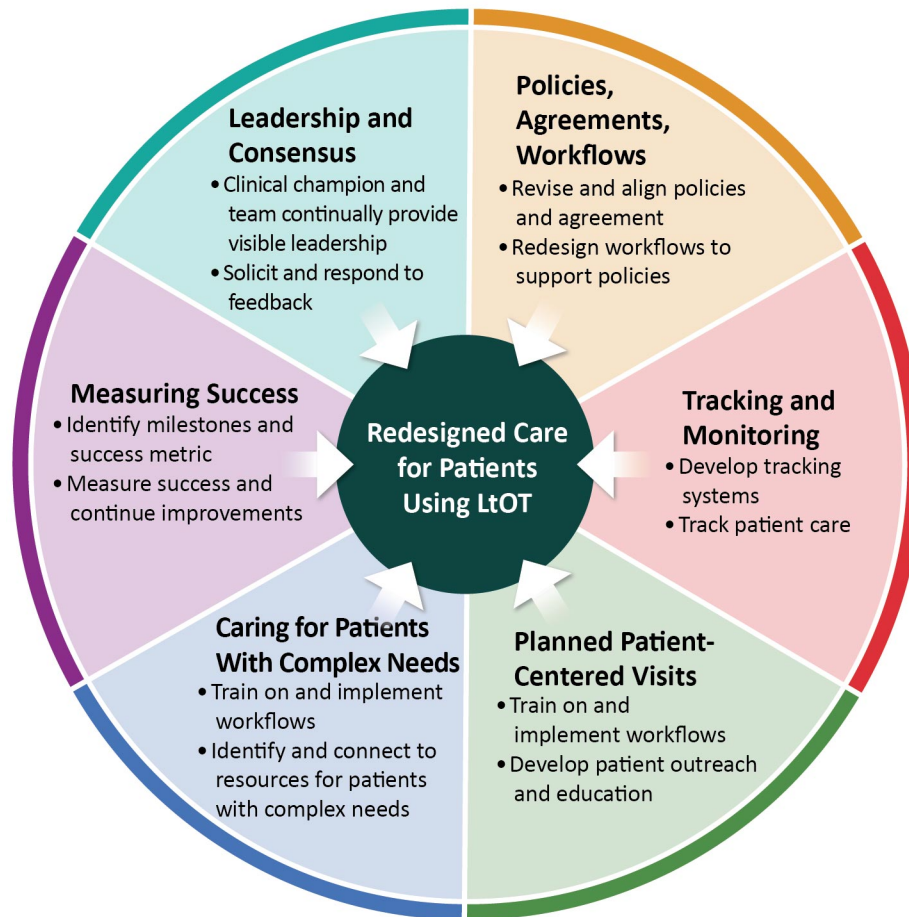 Leadership and
Consensus
• Clinical champion and
team continually provide
visible leadership
• Solicit and respond to
feedback
Policies,
Agreements,
Workflows
• Revise and align policies
and agreement
• Redesign workflows to
support policies
Tracking and
Monitoring
• Develop tracking
systems
• Track patient care
Planned Patient-
Centered Visits
• Train on and
implement workflows
• Develop patient outreach
and education
Caring for Patients
With Complex Needs
• Train on and implement
workflows
• Identify and connect to
resources for patients
with complex needs
Measuring Success
• Identify milestones and
success metric
• Measure success and
continue improvements
Redesigned Care
for Patients
Using LtOT